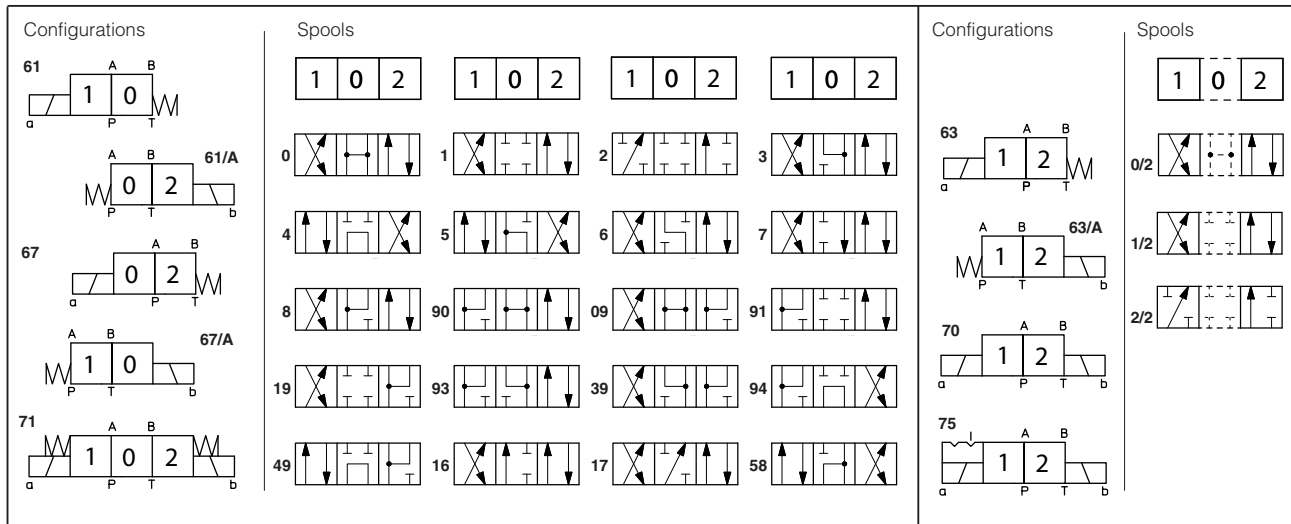 Configurations
Spools
61
A B
1 0
a P T
61/A
A B
0 2
P T b
67
A B
0 2
a P T
67/A
A B
1 0
P T b
71
A B
1 0 2
a P T b
1 0 2
1 0 2
1 0 2
1 0 2
0 1 2 3
4 5 6 7
8 90 09 91
19 93 39 94
49 16 17 58
Configurations
Spools
63
A B
1 2
a P T
63/A
A B
1 2
P T b
70
A B
1 2
a P T b
75
A B
1 2
a P T b
1 0 2
0/2
1/2
2/2